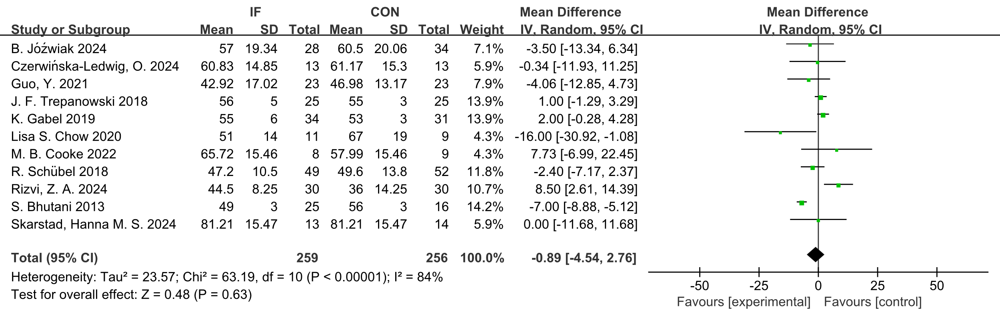 IF CON Mean Difference Mean Difference
Study or Subgroup Mean SD Total Mean SD Total Weight IV, Random, 95% CI IV, Random, 95% CI
B. Jóźwiak 2024 57 19.34 28 60.5 20.06 34 7.1% -3.50 [-13.34, 6.34]
Czerwińska-Ledwig, O. 2024 60.83 14.85 13 61.17 15.3 13 5.9% -0.34 [-11.93, 11.25]
Guo, Y. 2021 42.92 17.02 23 46.98 13.17 23 7.9% -4.06 [-12.85, 4.73]
J. F. Trepanowski 2018 56 5 25 55 3 25 13.9% 1.00 [-1.29, 3.29]
K. Gabel 2019 55 6 34 53 3 31 13.9% 2.00 [-0.28, 4.28]
Lisa S. Chow 2020 51 14 11 67 19 9 4.3% -16.00 [-30.92, -1.08]
M. B. Cooke 2022 65.72 15.46 8 57.99 15.46 9 4.3% 7.73 [-6.99, 22.45]
R. Schübel 2018 47.2 10.5 49 49.6 13.8 52 11.8% -2.40 [-7.17, 2.37]
Rizvi, Z. A. 2024 44.5 8.25 30 36 14.25 30 10.7% 8.50 [2.61, 14.39]
S. Bhutani 2013 49 3 25 56 3 16 14.2% -7.00 [-8.88, -5.12]
Skarstad, Hanna M. S. 2024 81.21 15.47 13 81.21 15.47 14 5.9% 0.00 [-11.68, 11.68]
Total (95% CI) 259 256 100.0% -0.89 [-4.54, 2.76]
Heterogeneity: Tau² = 23.57; Chi² = 63.19, df = 10 (P < 0.00001); I² = 84%
Test for overall effect: Z = 0.48 (P = 0.63)
-50 -25 0 25 50
Favours [experimental] Favours [control]